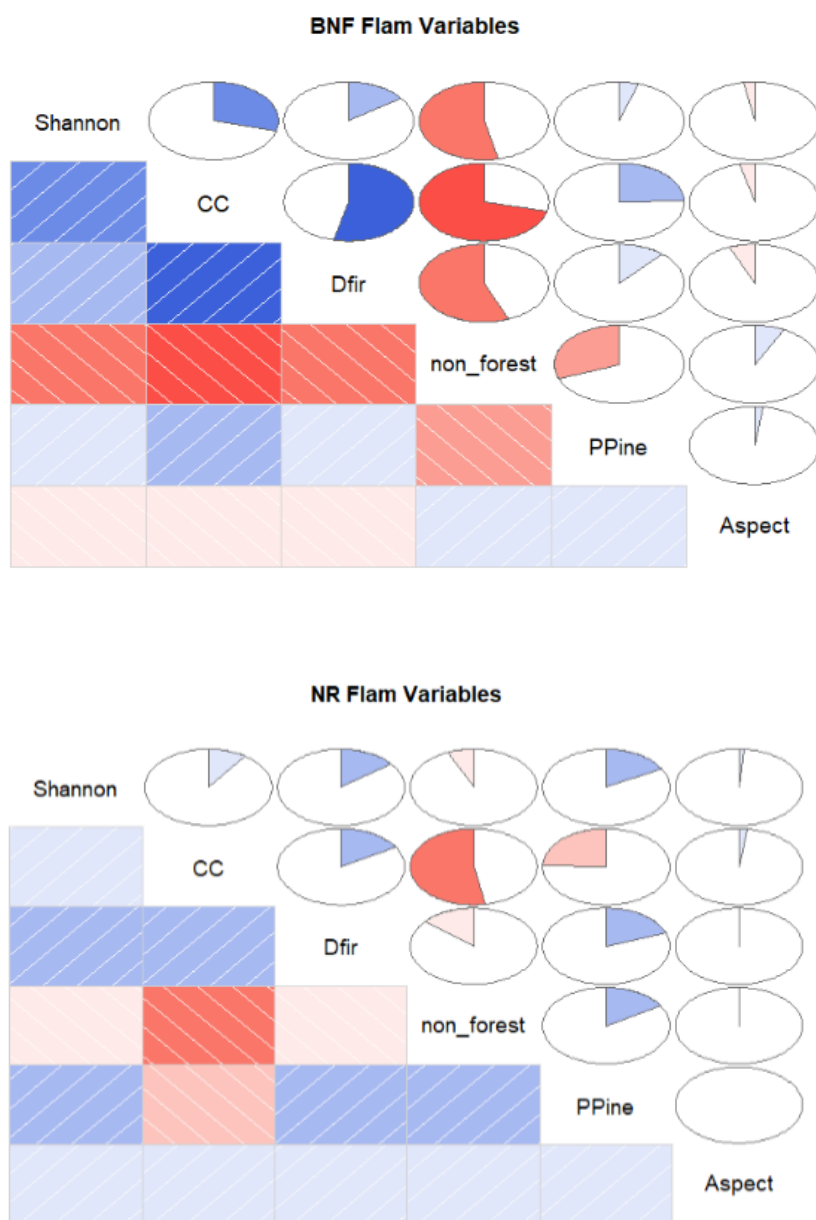 BNF Flam Variables
Shannon
CC
Dfir
non_forest
PPine
Aspect
NR Flam Variables
Shannon
CC
Dfir
non_forest
PPine
Aspect